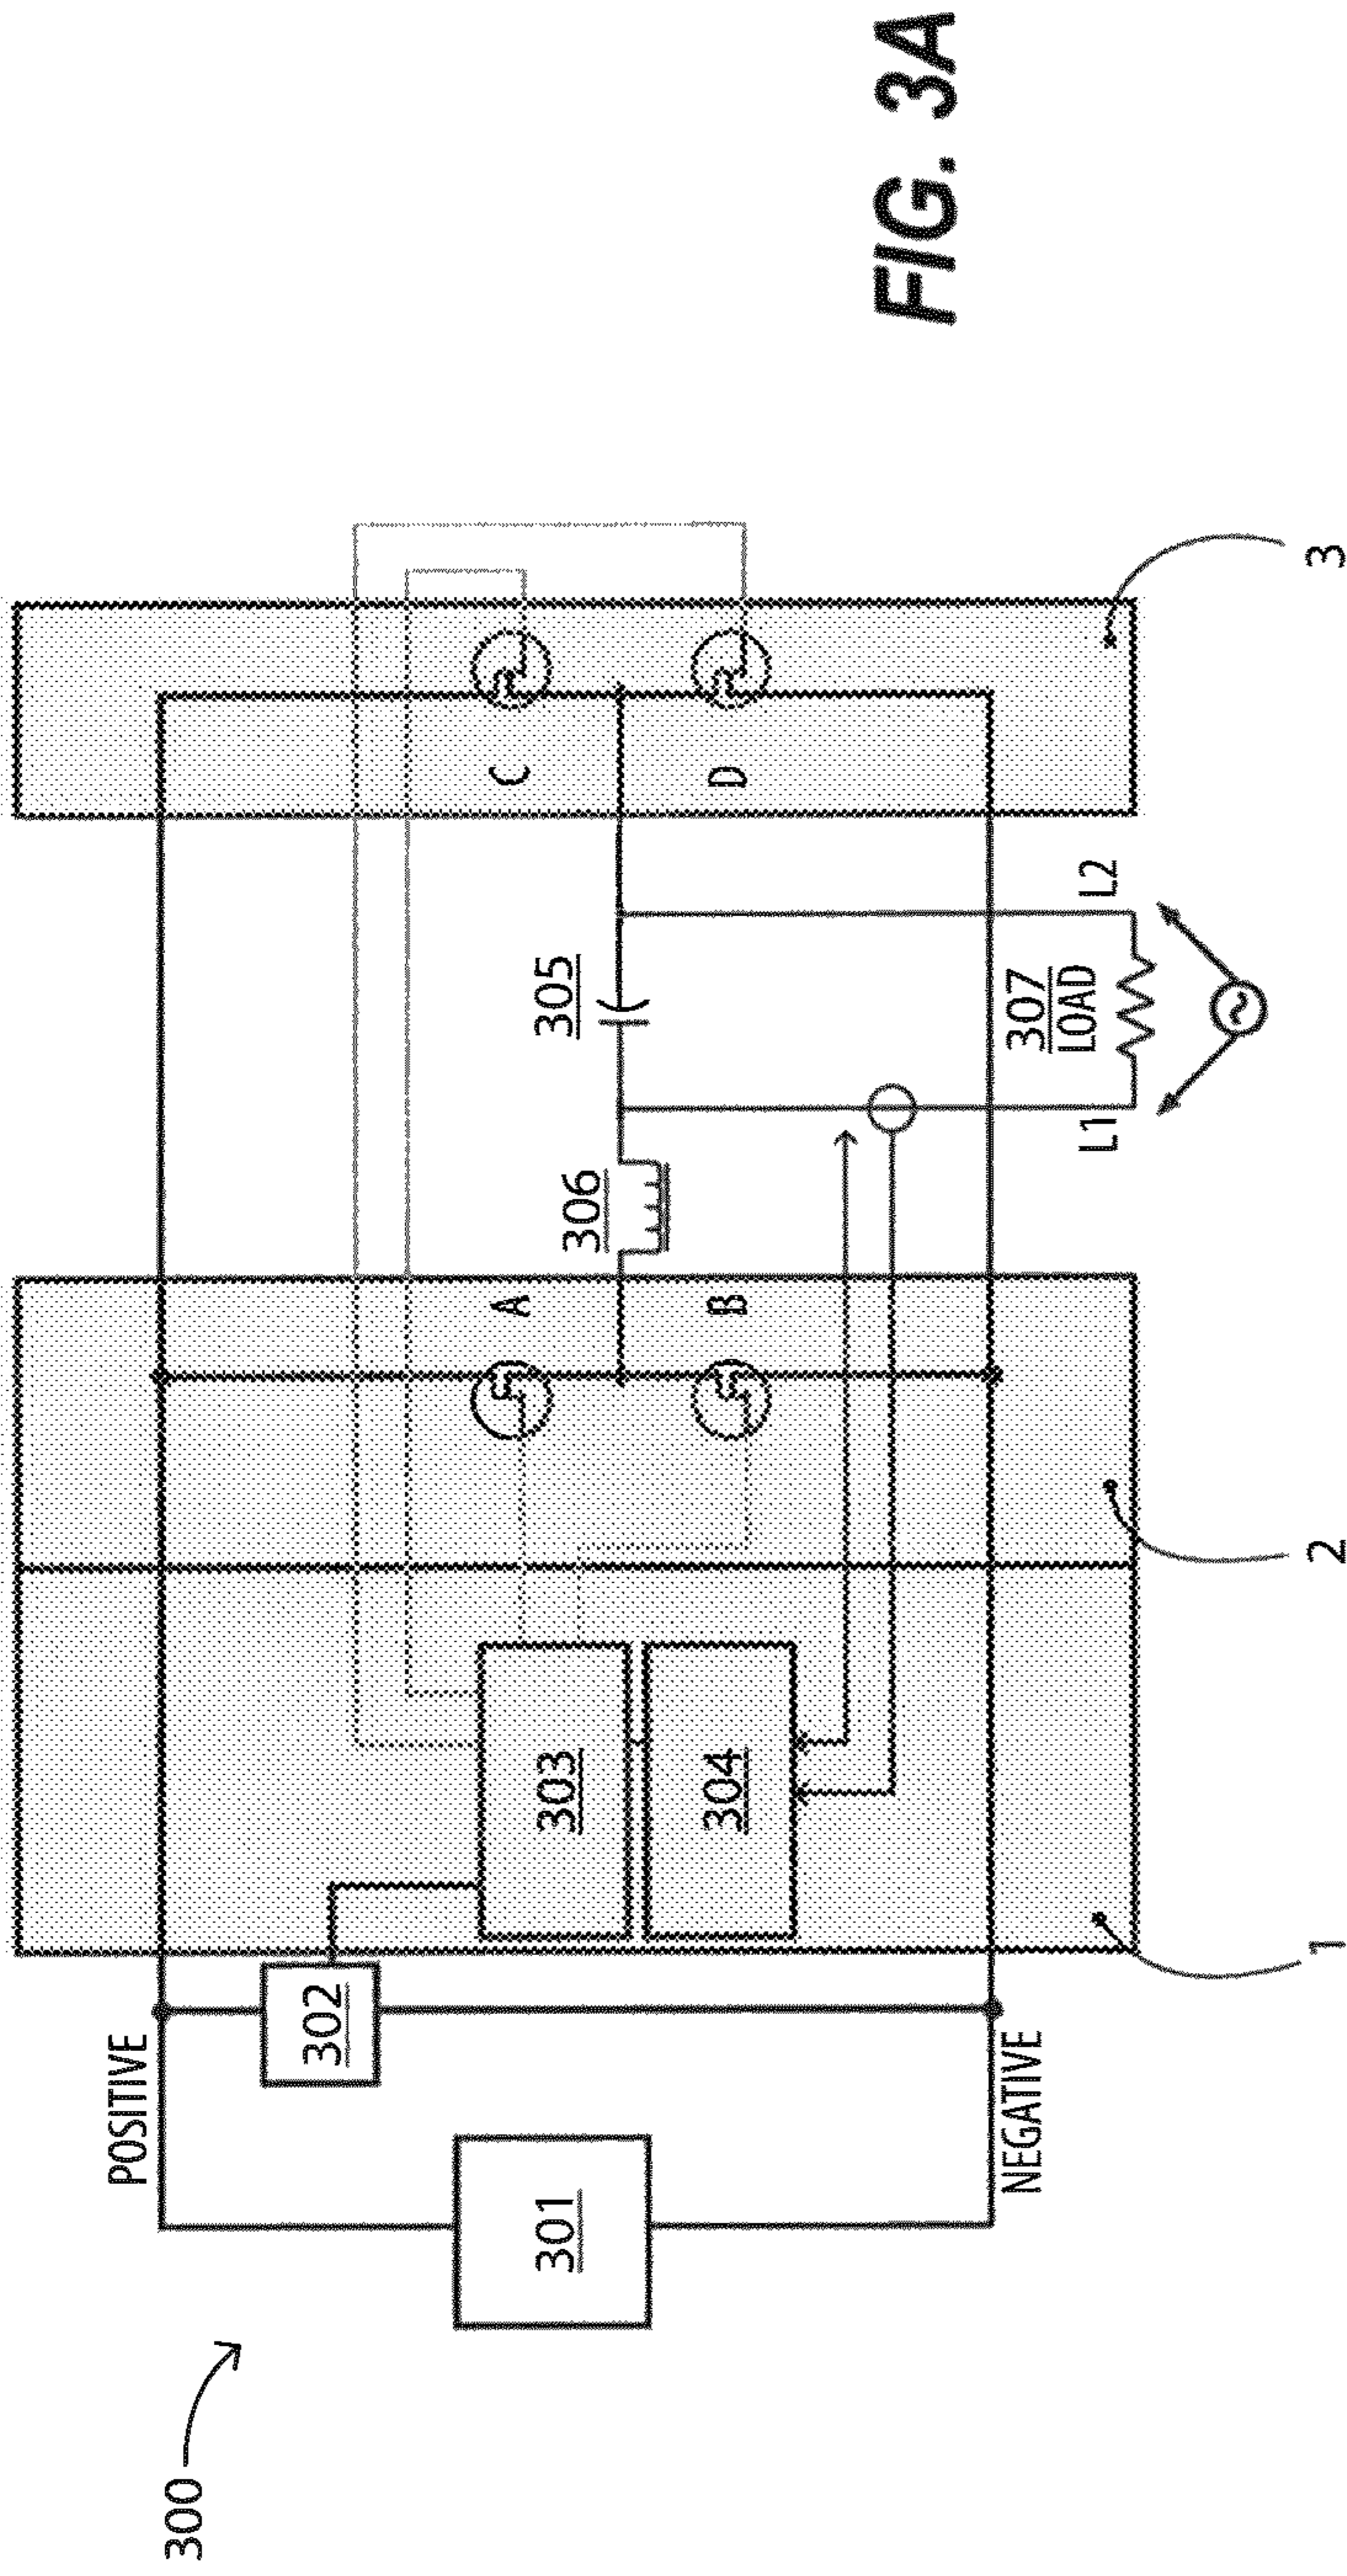 300
POSITIVE
301
302
NEGATIVE
303
304
1
2
A
B
306
305
L1
307
LOAD
L2
C
D
3
FIG. 3A